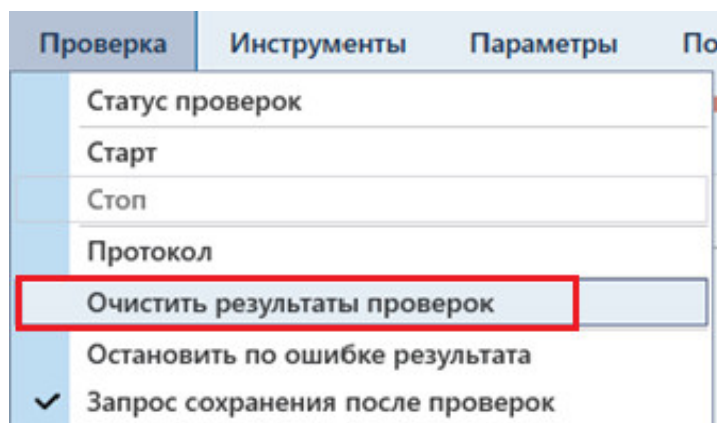 Проверка Инструменты Параметры По
Статус проверок
Старт
Стоп
Протокол
Очистить результаты проверок
Остановить по ошибке результата
Запрос сохранения после проверок